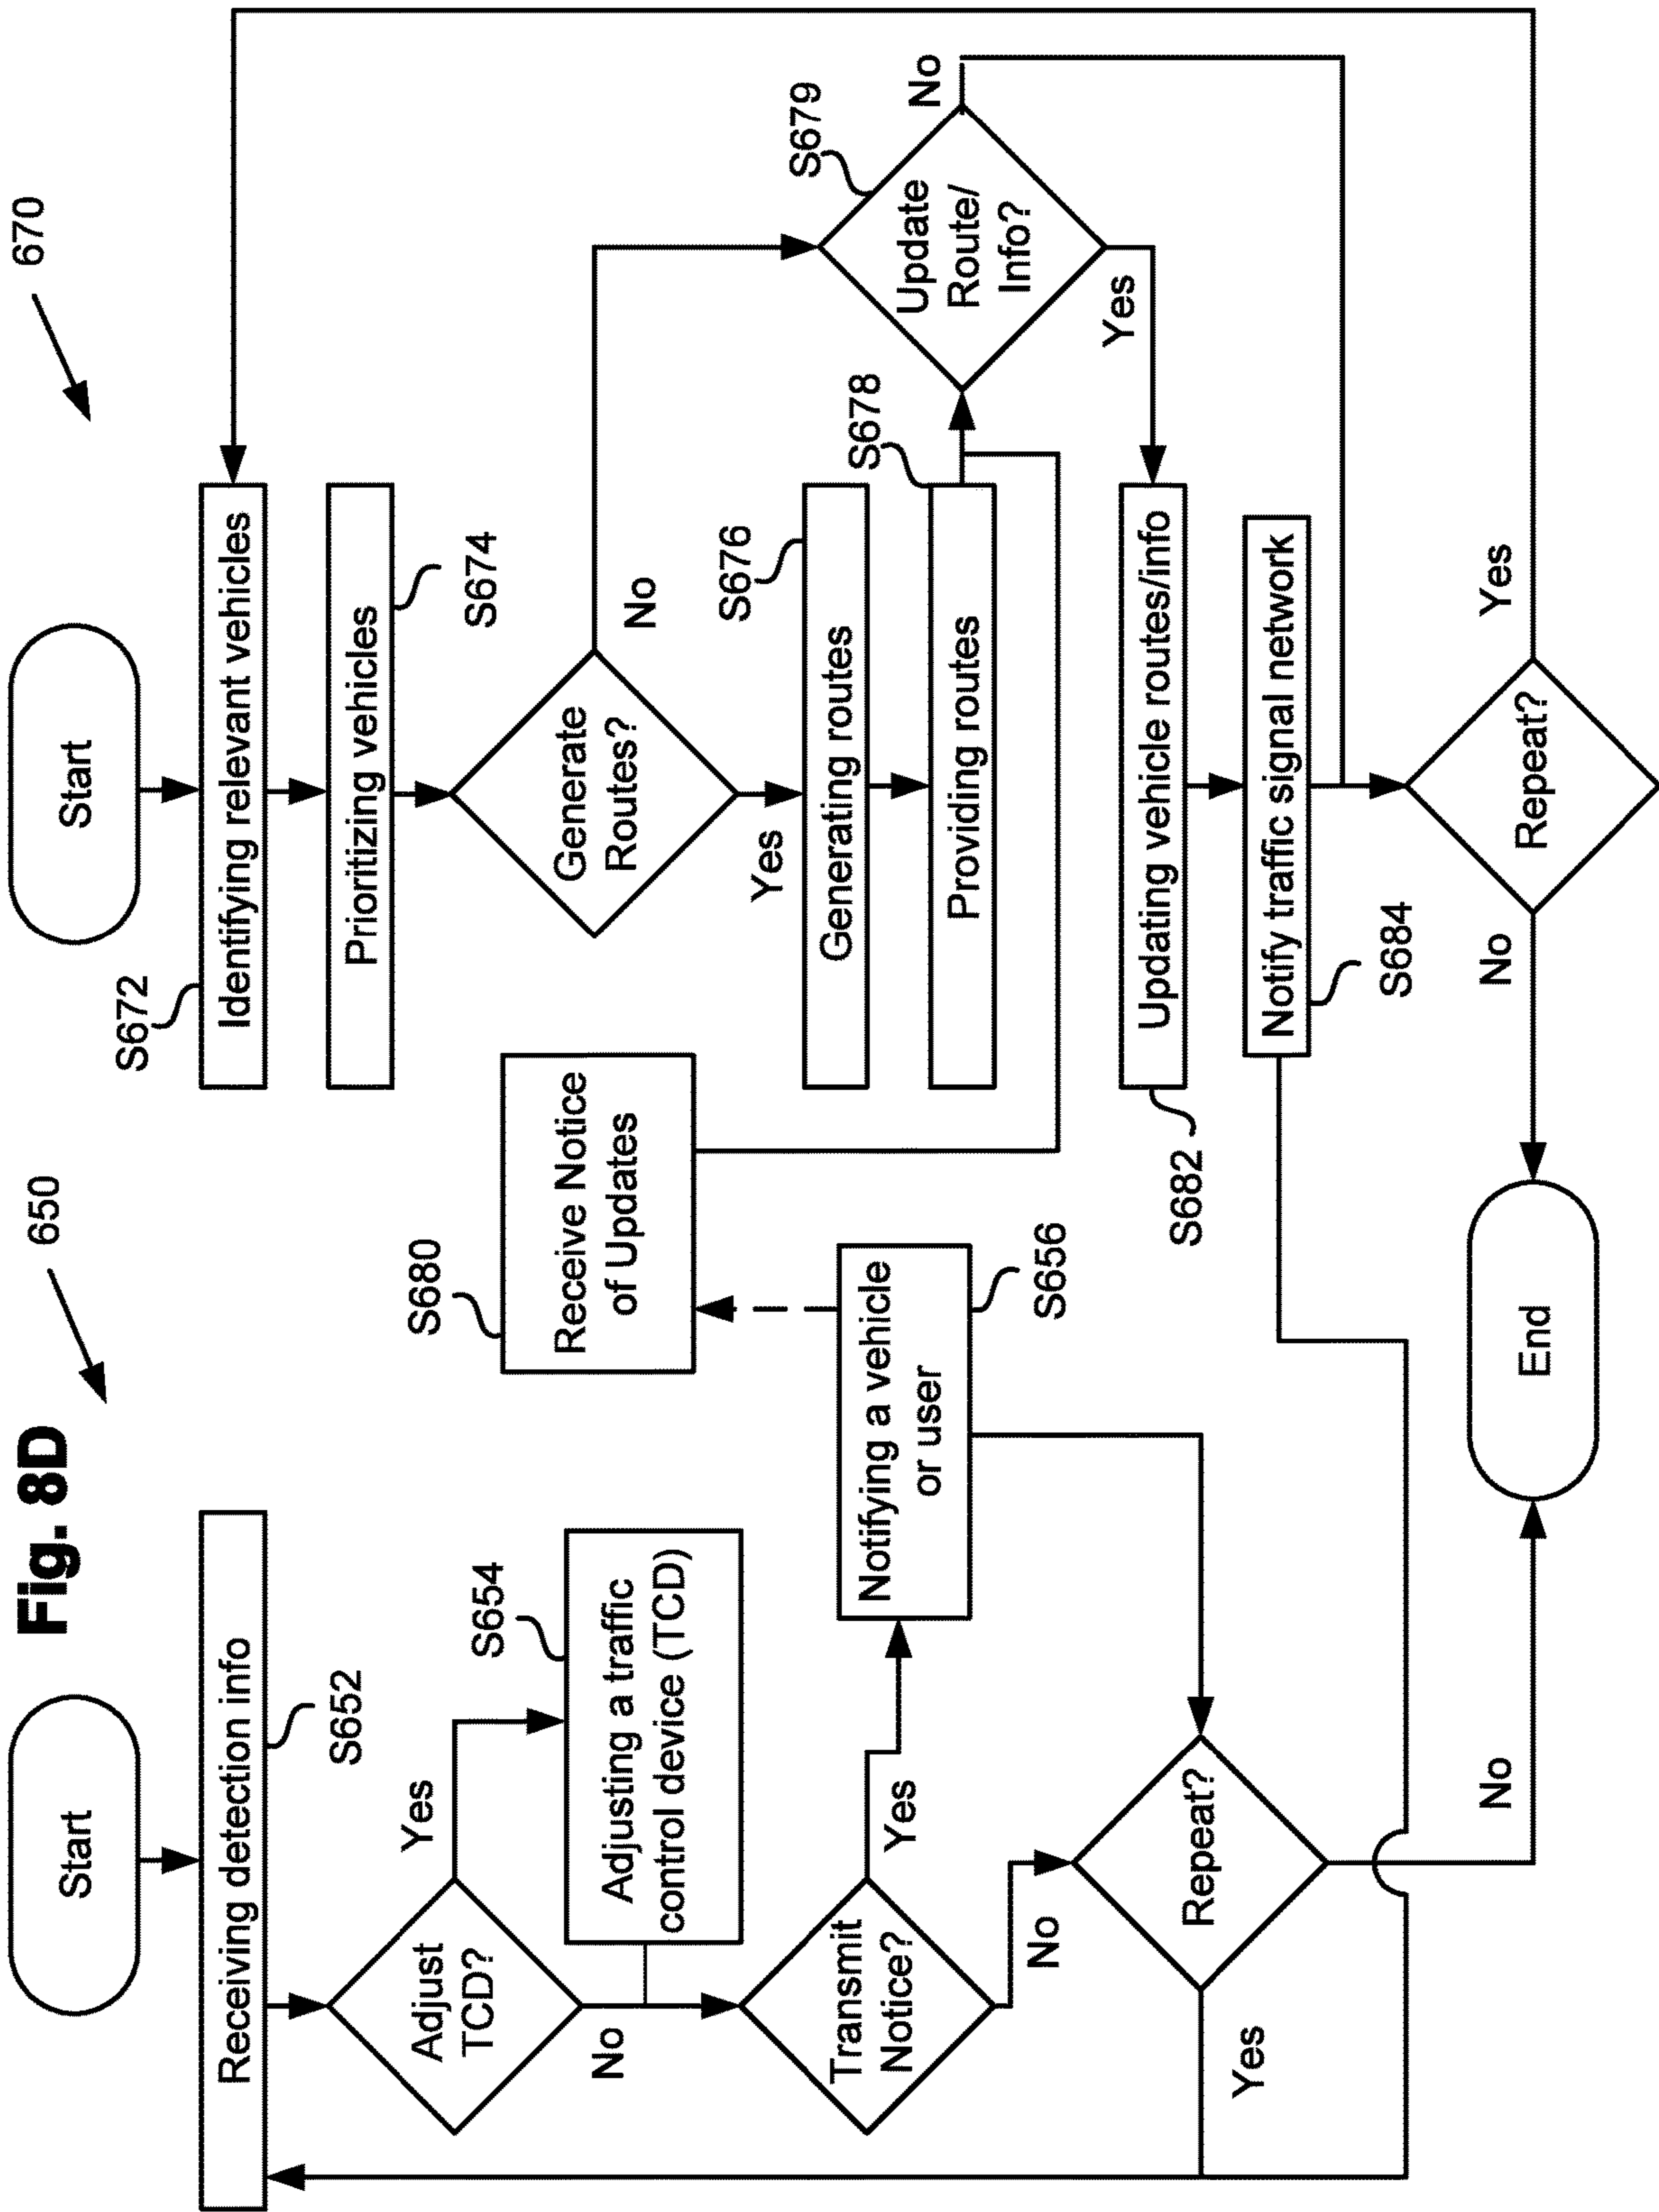 Fig. 8D
650
Start
Receiving detection info
S652
Adjust
TCD?
Yes
No
S654
Adjusting a traffic
control device (TCD)
Transmit
Notice?
Yes
No
Notifying a vehicle
or user
S656
Repeat?
Yes
No
S680
Receive Notice
of Updates
670
Start
S672
Identifying relevant vehicles
Prioritizing vehicles
S674
Generate
Routes?
No
Yes
S676
Generating routes
S678
Providing routes
S679
Update
Route/
Info?
No
Yes
Updating vehicle routes/info
S682
Notify traffic signal network
S684
Repeat?
Yes
No
End